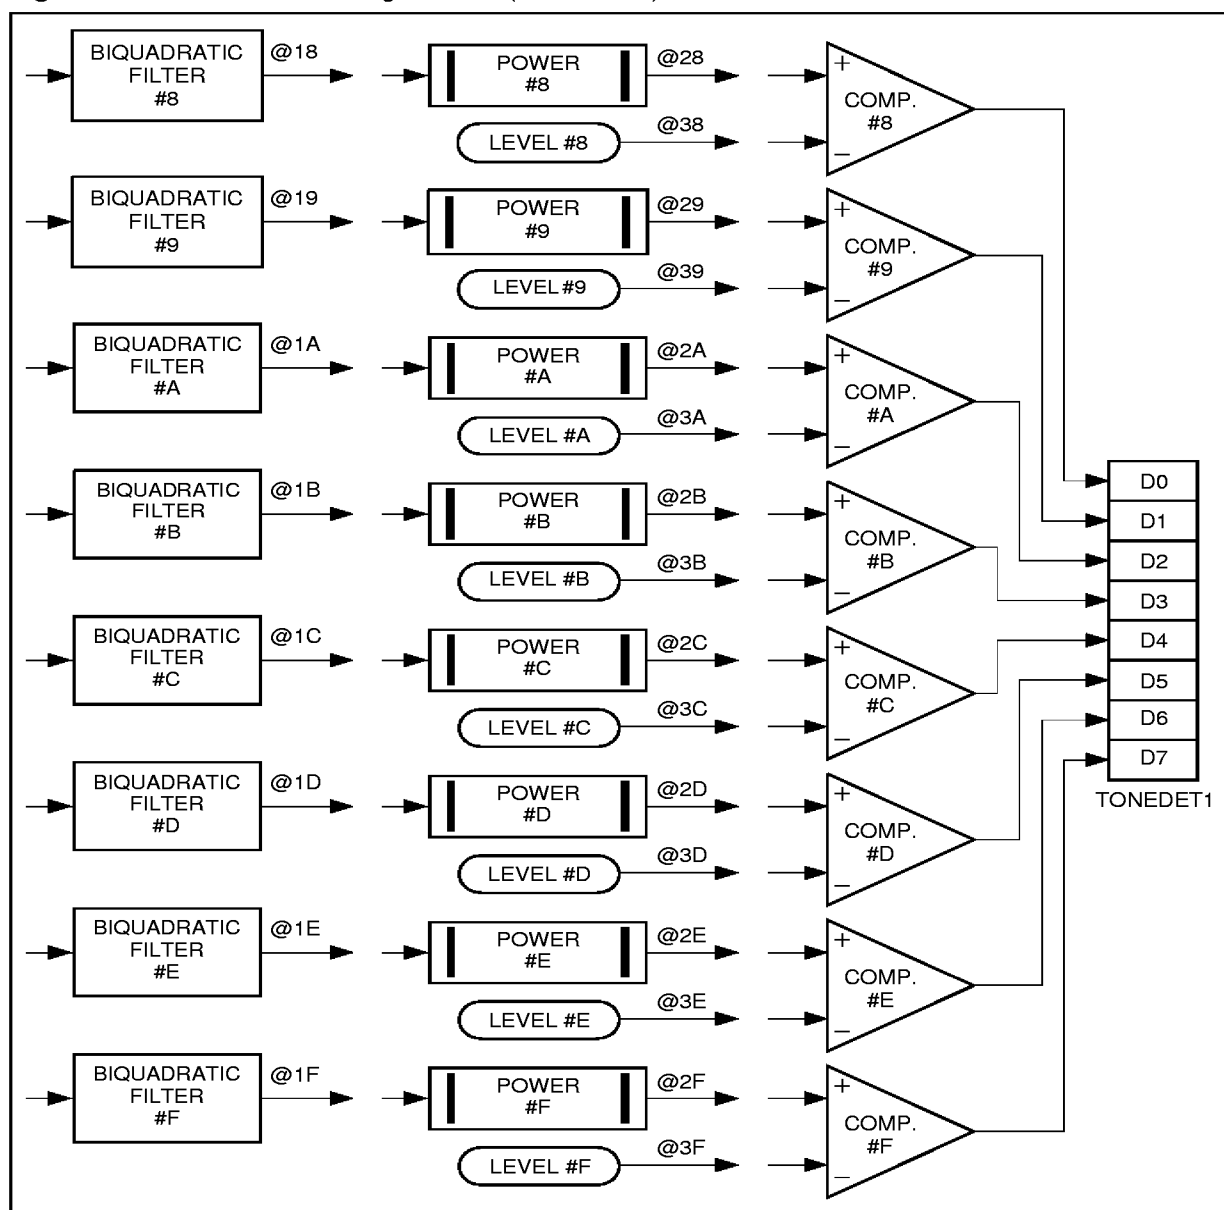 BIQUADRATIC
FILTER
#8
@18
POWER
#8
@28
LEVEL #8
@38
+
−
COMP.
#8
BIQUADRATIC
FILTER
#9
@19
POWER
#9
@29
LEVEL #9
@39
+
−
COMP.
#9
BIQUADRATIC
FILTER
#A
@1A
POWER
#A
@2A
LEVEL #A
@3A
+
−
COMP.
#A
BIQUADRATIC
FILTER
#B
@1B
POWER
#B
@2B
LEVEL #B
@3B
+
−
COMP.
#B
BIQUADRATIC
FILTER
#C
@1C
POWER
#C
@2C
LEVEL #C
@3C
+
−
COMP.
#C
BIQUADRATIC
FILTER
#D
@1D
POWER
#D
@2D
LEVEL #D
@3D
+
−
COMP.
#D
BIQUADRATIC
FILTER
#E
@1E
POWER
#E
@2E
LEVEL #E
@3E
+
−
COMP.
#E
BIQUADRATIC
FILTER
#F
@1F
POWER
#F
@2F
LEVEL #F
@3F
+
−
COMP.
#F
D0
D1
D2
D3
D4
D5
D6
D7
TONEDET1